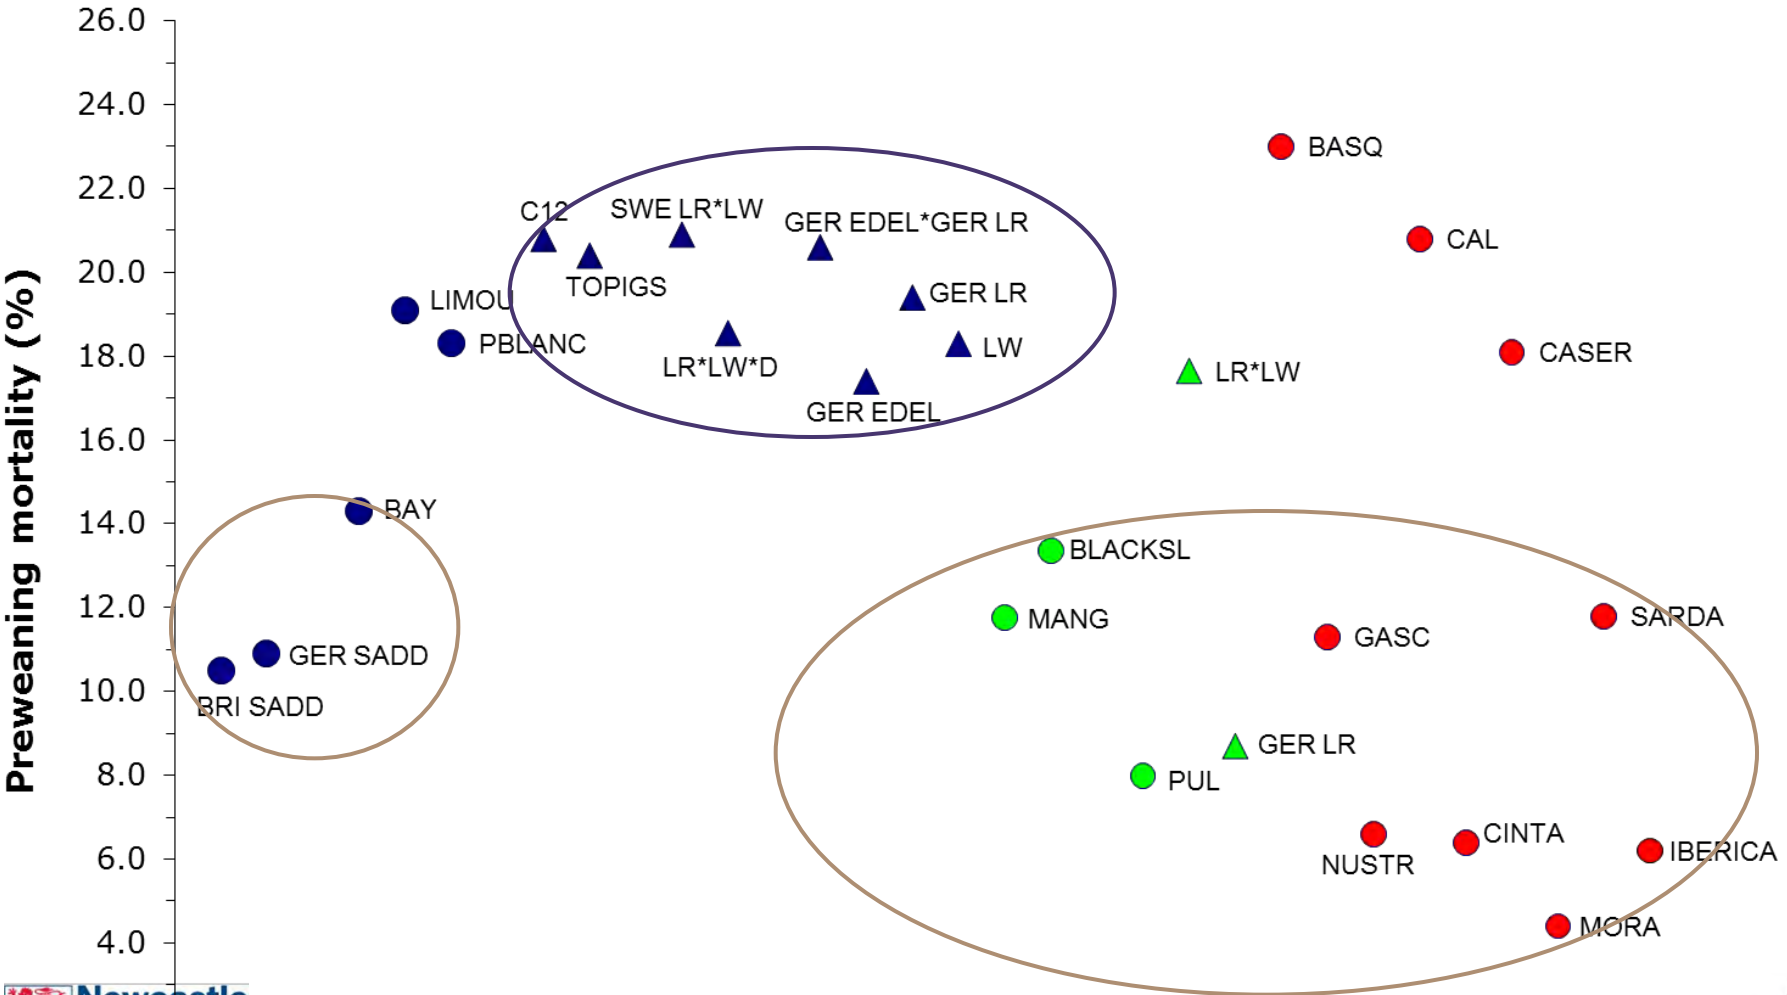 Preweaning mortality (%)
26.0
24.0
22.0
20.0
18.0
16.0
14.0
12.0
10.0
8.0
6.0
4.0
BASQ
C12
SWE LR*LW
GER EDEL*GER LR
CAL
TOPIGS
GER LR
LIMOU
PBLANC
LW
CASER
LR*LW*D
LR*LW
GER EDEL
BAY
BLACKSL
MANG
SARDA
GASC
GER SADD
BRI SADD
GER LR
PUL
CINTA
NUSTR
IBERICA
MORA
Newcastle